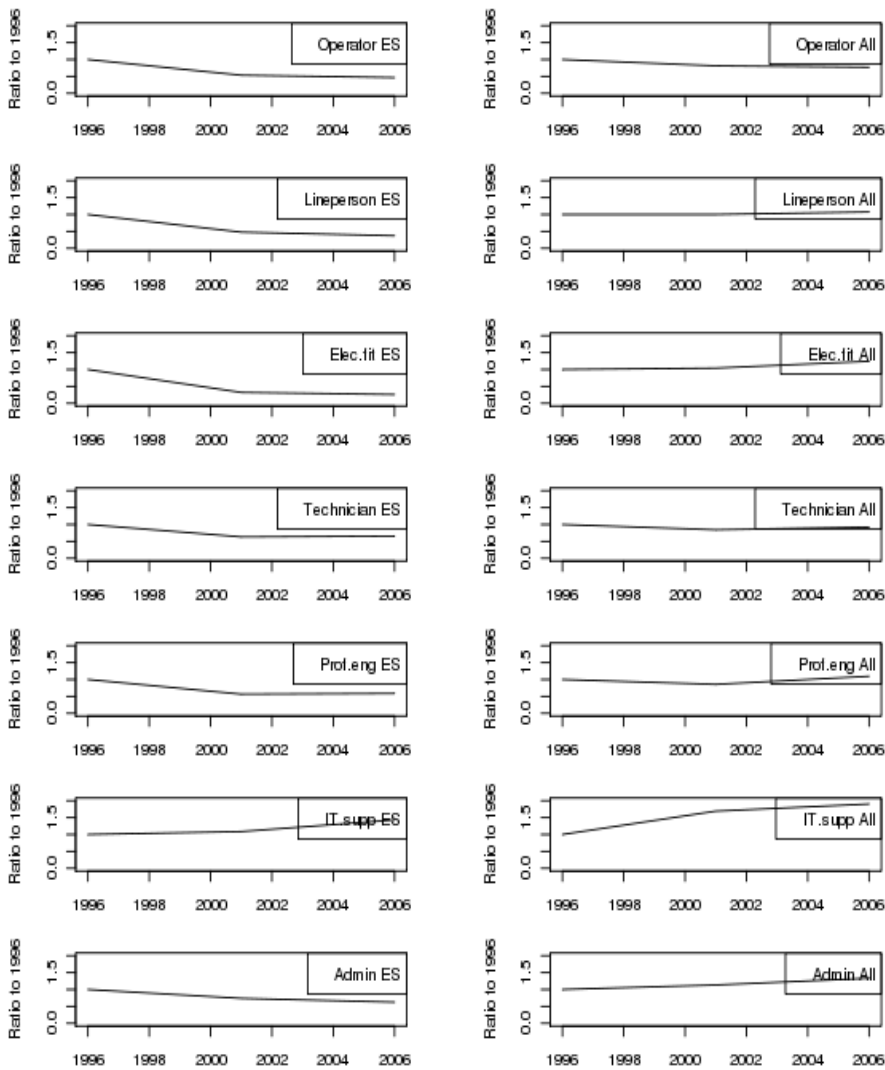 Ratio to 1996
1.5
0.0
Operator ES
1996 1998 2000 2002 2004 2006
Ratio to 1996
1.5
0.0
Operator All
1996 1998 2000 2002 2004 2006
Ratio to 1996
1.5
0.0
Lineperson ES
1996 1998 2000 2002 2004 2006
Ratio to 1996
1.5
0.0
Lineperson All
1996 1998 2000 2002 2004 2006
Ratio to 1996
1.5
0.0
Elec.fit ES
1996 1998 2000 2002 2004 2006
Ratio to 1996
1.5
0.0
Elec.fit All
1996 1998 2000 2002 2004 2006
Ratio to 1996
1.5
0.0
Technician ES
1996 1998 2000 2002 2004 2006
Ratio to 1996
1.5
0.0
Technician All
1996 1998 2000 2002 2004 2006
Ratio to 1996
1.5
0.0
Prof.eng ES
1996 1998 2000 2002 2004 2006
Ratio to 1996
1.5
0.0
Prof.eng All
1996 1998 2000 2002 2004 2006
Ratio to 1996
1.5
0.0
IT.supp ES
1996 1998 2000 2002 2004 2006
Ratio to 1996
1.5
0.0
IT.supp All
1996 1998 2000 2002 2004 2006
Ratio to 1996
1.5
0.0
Admin ES
1996 1998 2000 2002 2004 2006
Ratio to 1996
1.5
0.0
Admin All
1996 1998 2000 2002 2004 2006